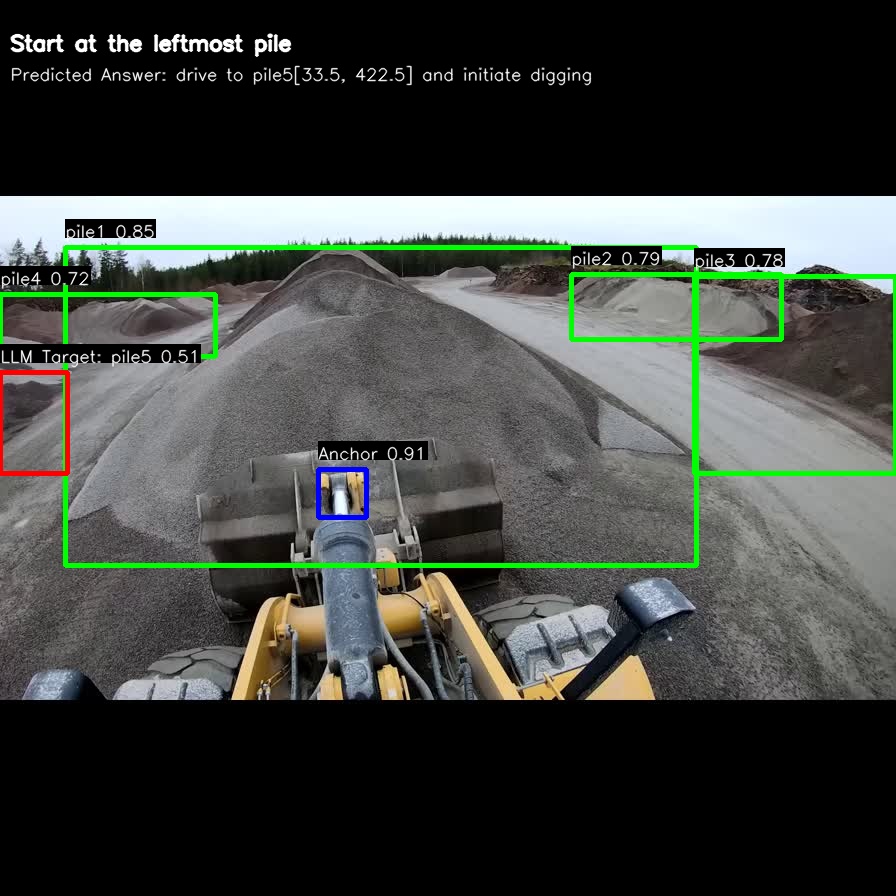 Start at the leftmost pile
Predicted Answer: drive to pile5[33.5, 422.5] and initiate digging
pile1 0.85
pile2 0.79
pile3 0.78
pile4 0.72
LLM Target: pile5 0.51
Anchor 0.91